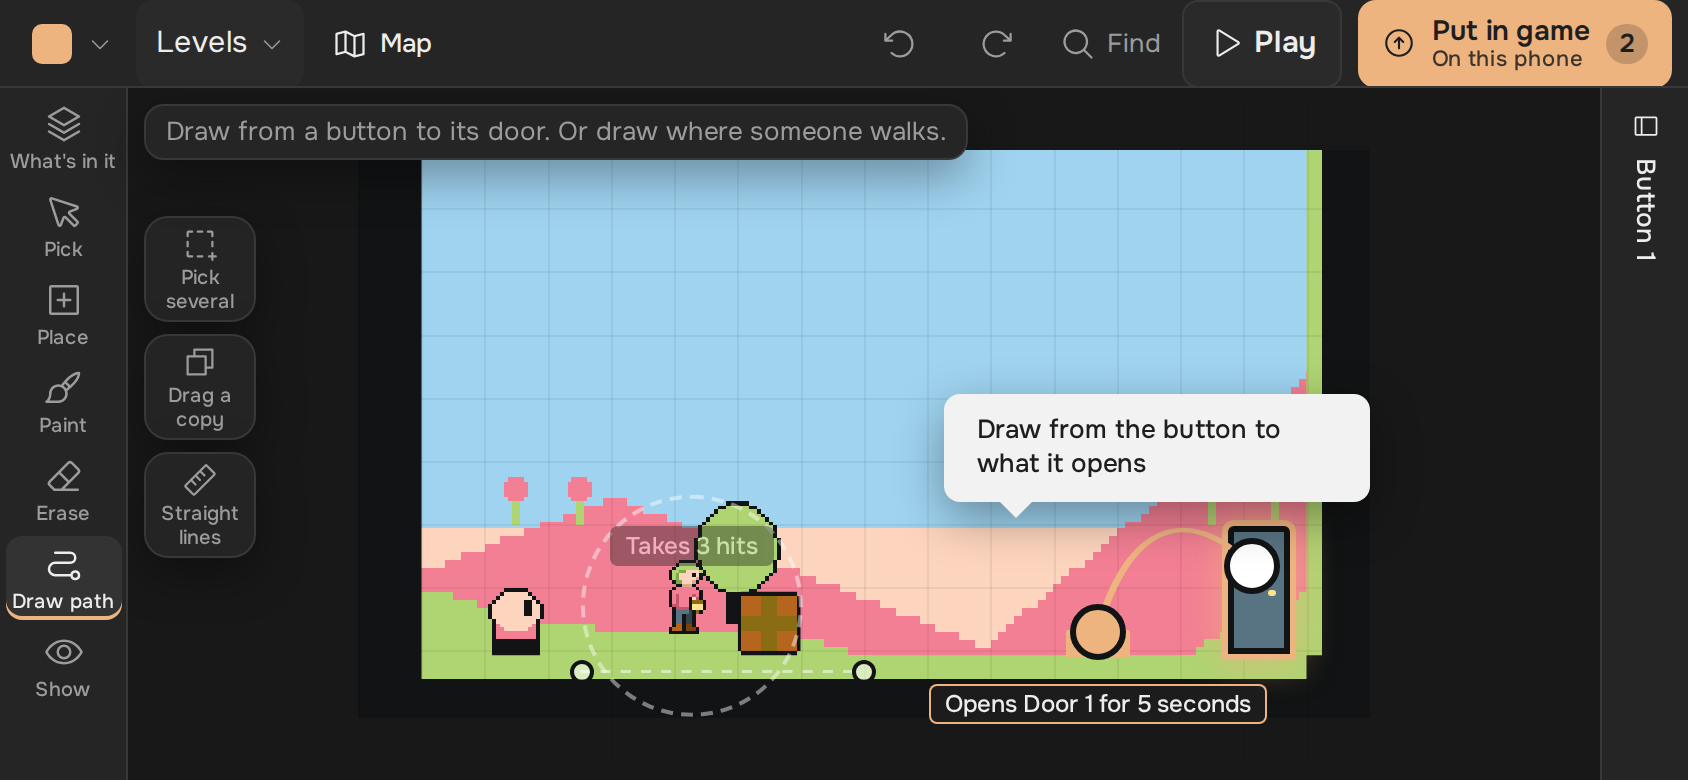 Levels
Map
Find
Play
Put in game
On this phone
2
Draw from a button to its door. Or draw where someone walks.
What's in it
Pick
Place
Paint
Erase
Draw path
Show
Pick
several
Drag a
copy
Straight
lines
Draw from the button to
what it opens
Takes 3 hits
Opens Door 1 for 5 seconds
Button 1